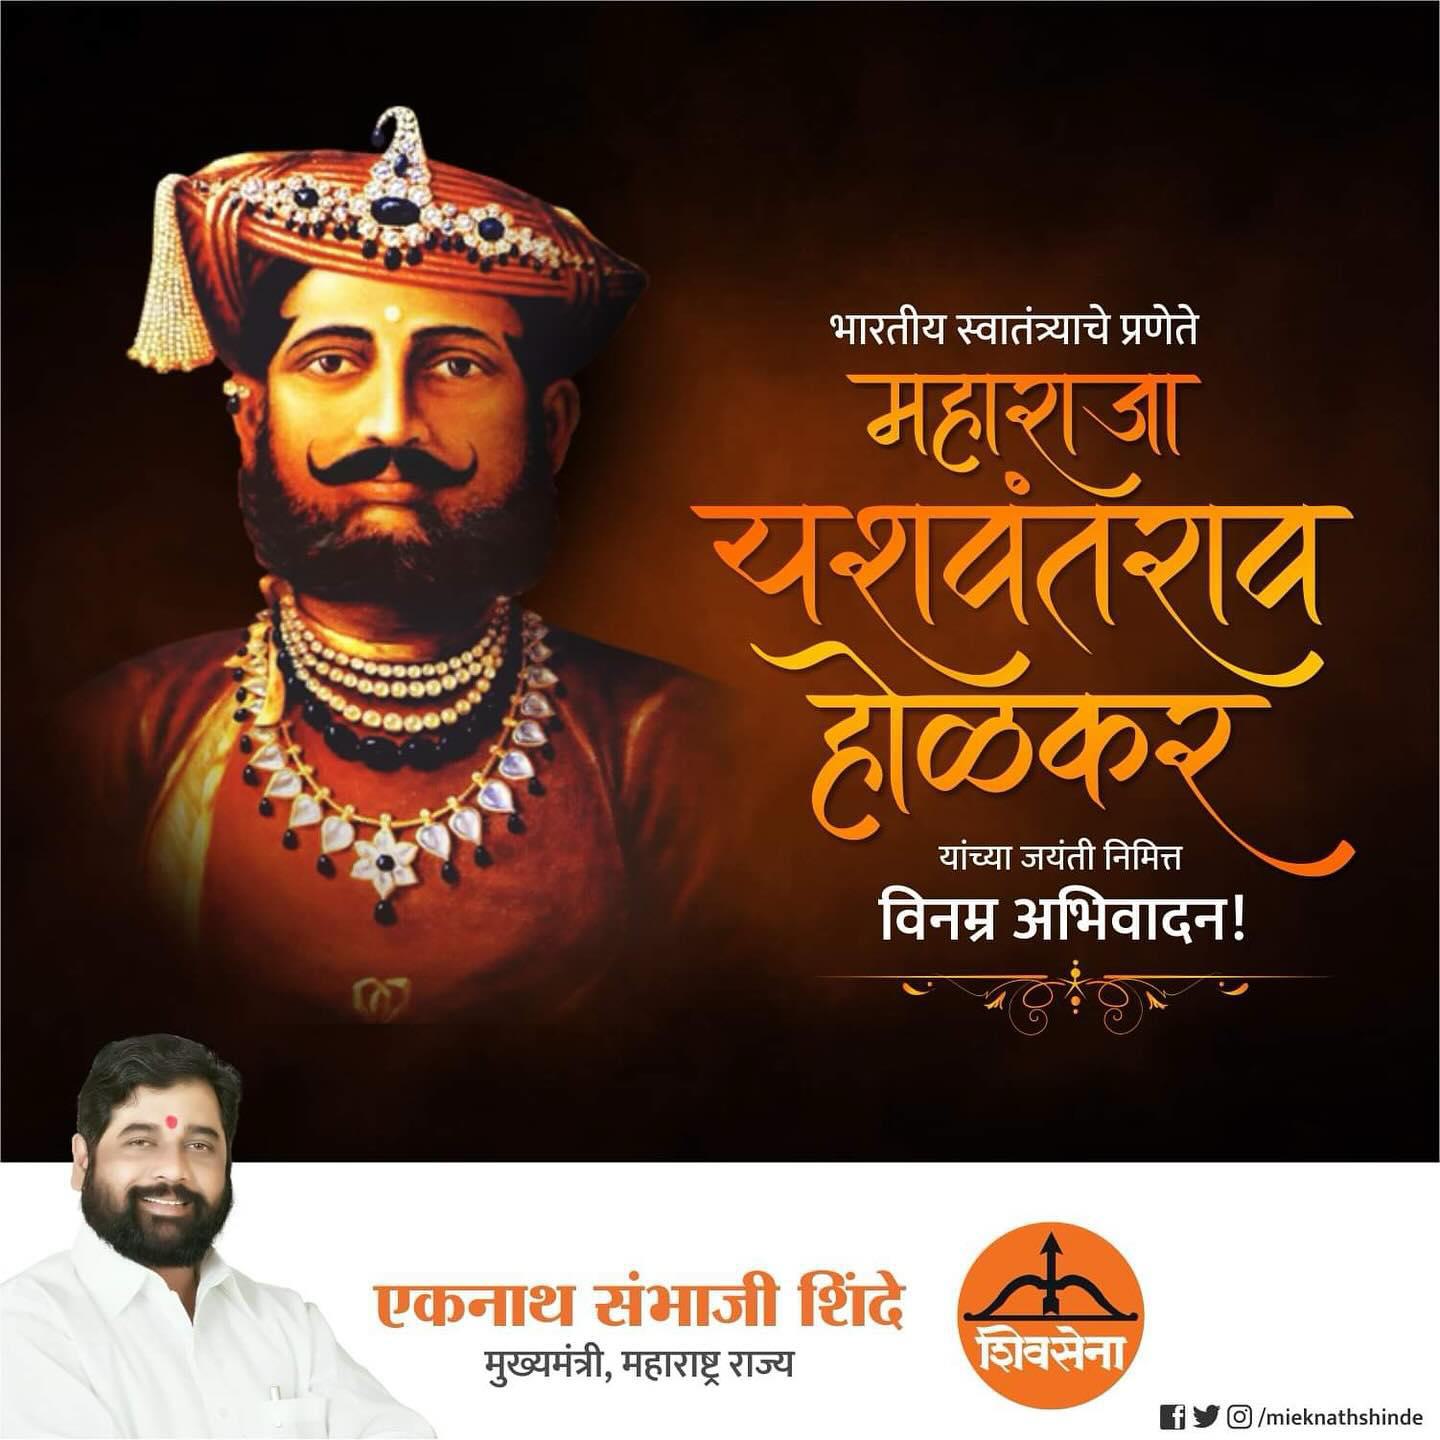 भारतीय स्वातंत्र्याचे प्रणेते
महाराजा
यशवंतराव
होळकर
यांच्या जयंती निमित्त
विनम्र अभिवादन!
एकनाथ संभाजी शिंदे
मुख्यमंत्री, महाराष्ट्र राज्य
शिवसेना
/mieknathshinde